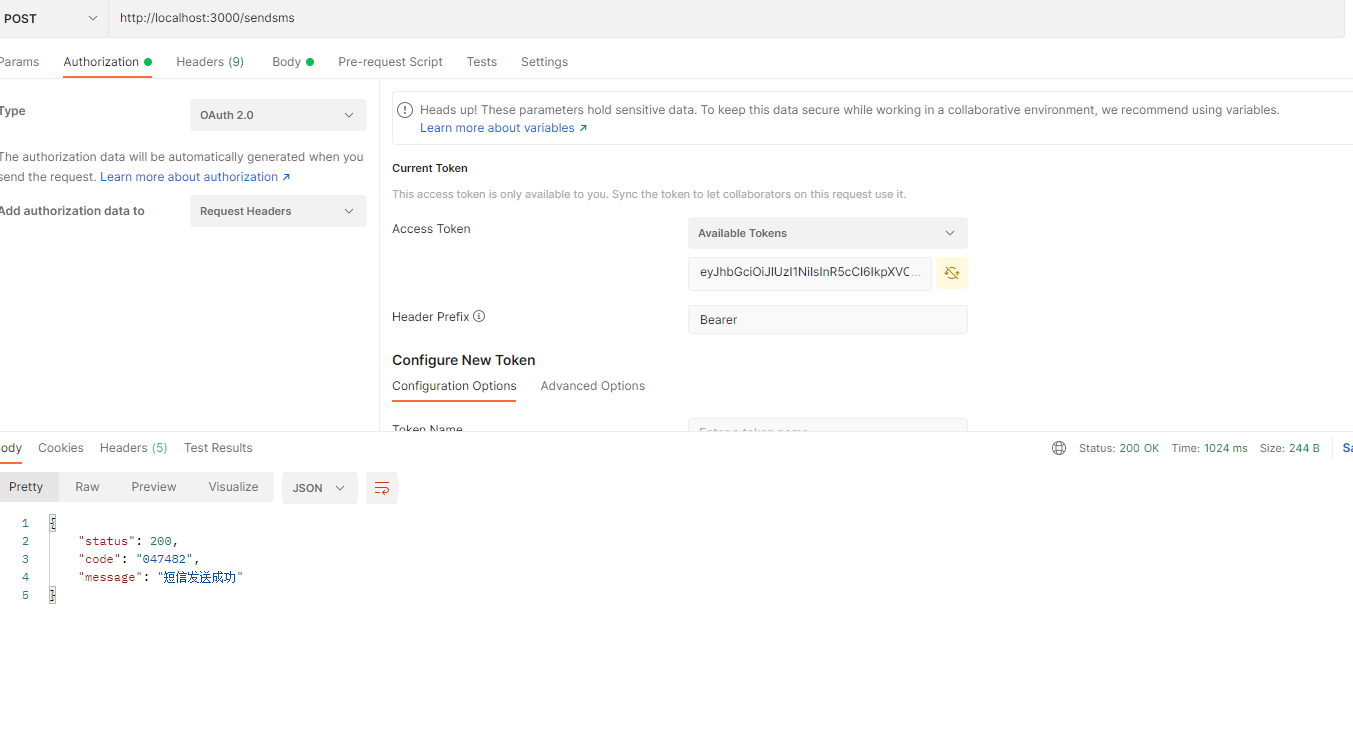 POST http://localhost:3000/sendsms
Params Authorization Headers (9) Body Pre-request Script Tests Settings
Type OAuth 2.0
The authorization data will be automatically generated when you
send the request. Learn more about authorization ↗
Add authorization data to Request Headers
Heads up! These parameters hold sensitive data. To keep this data secure while working in a collaborative environment, we recommend using variables.
Learn more about variables ↗
Current Token
This access token is only available to you. Sync the token to let collaborators on this request use it.
Access Token Available Tokens
eyJhbGciOiJIUzI1NiIsInR5cCI6IkpXVC...
Header Prefix Bearer
Configure New Token
Configuration Options Advanced Options
Token Name Enter a token name...
Body Cookies Headers (5) Test Results Status: 200 OK Time: 1024 ms Size: 244 B Sa
Pretty Raw Preview Visualize JSON
1 {
2 "status": 200,
3 "code": "047482",
4 "message": "短信发送成功"
5 }